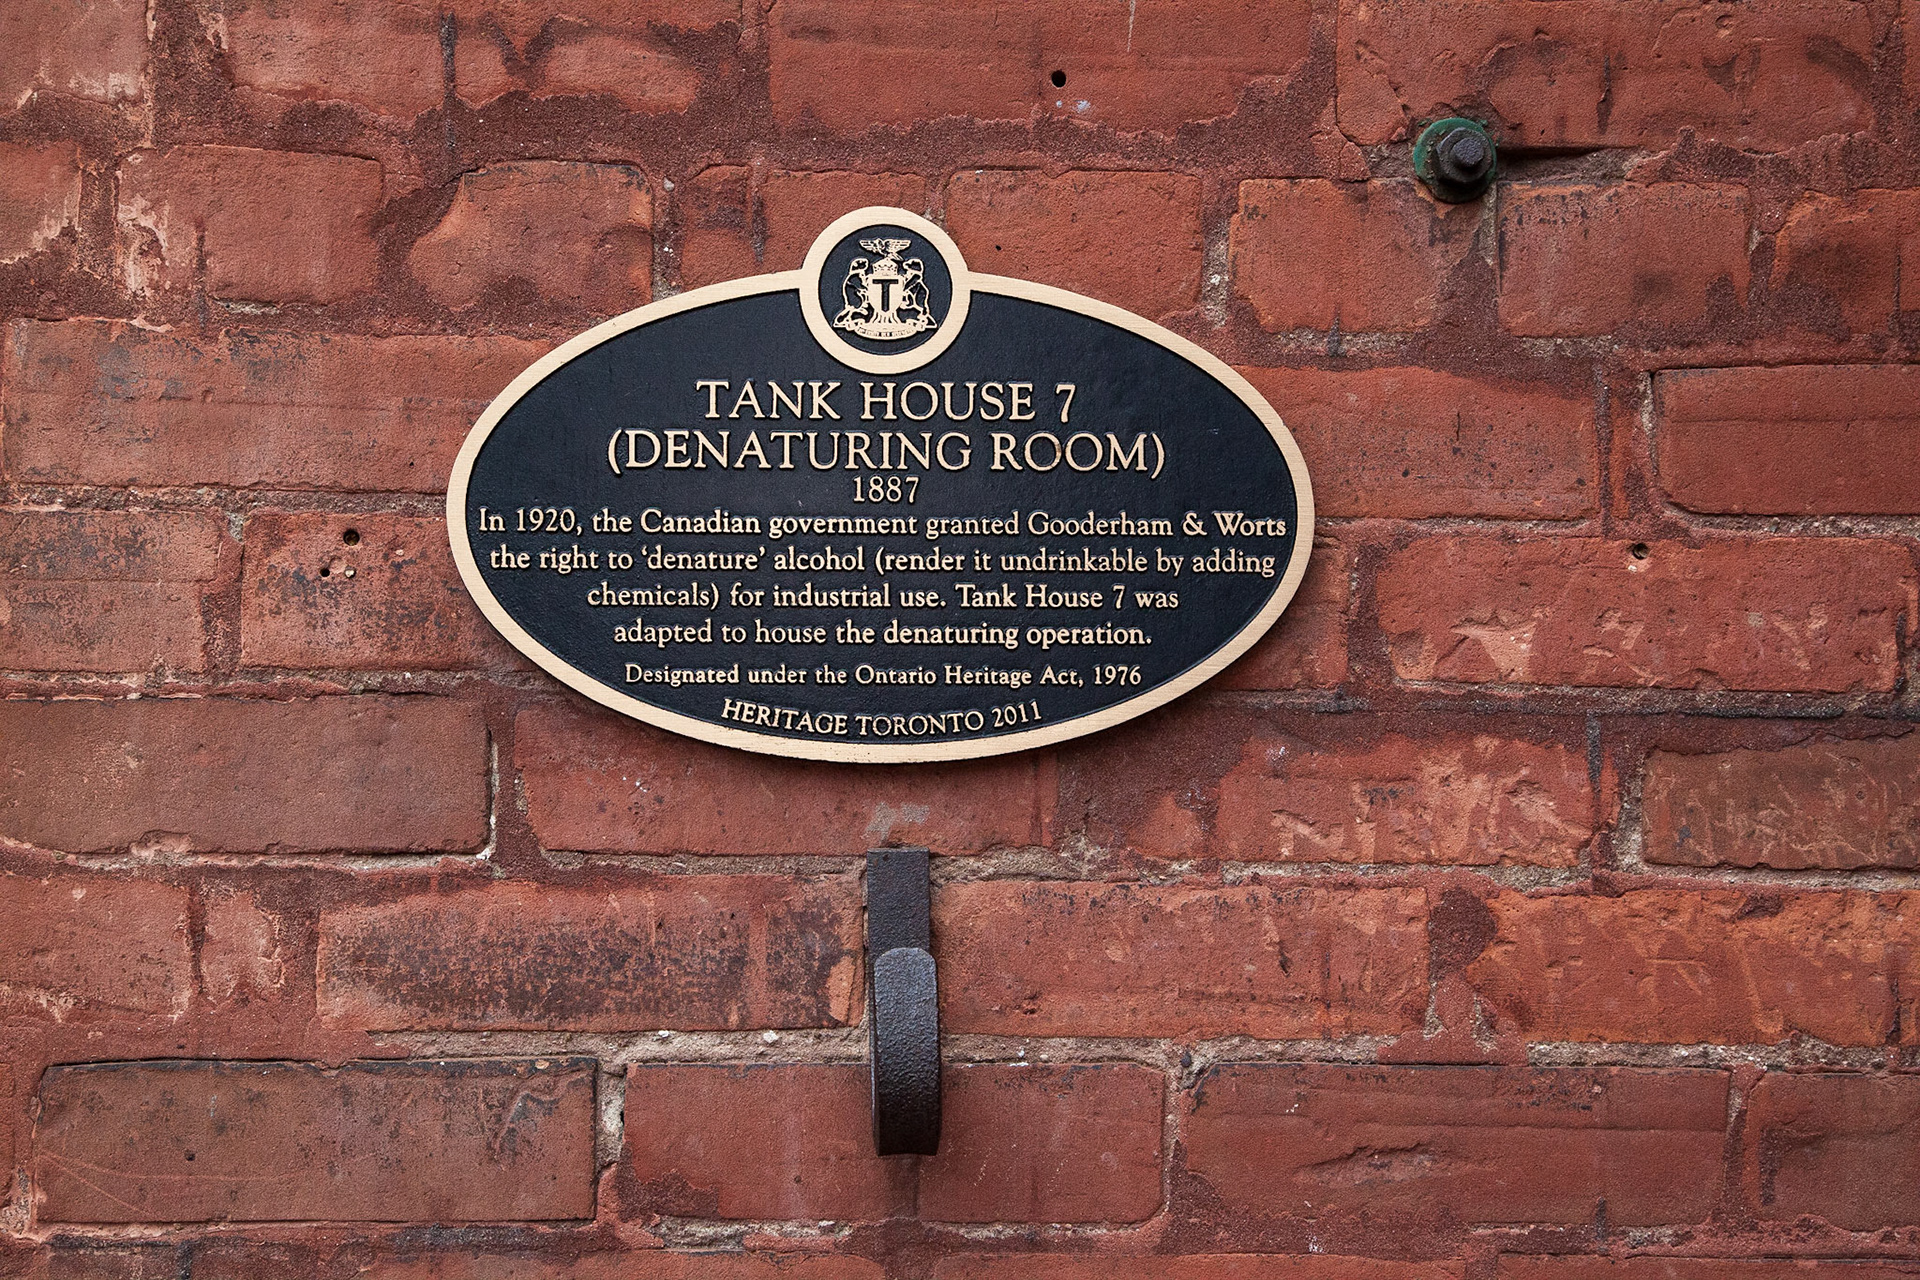 T
TANK HOUSE 7
(DENATURING ROOM)
1887
In 1920, the Canadian government granted Gooderham & Worts
the right to ‘denature’ alcohol (render it undrinkable by adding
chemicals) for industrial use. Tank House 7 was
adapted to house the denaturing operation.
Designated under the Ontario Heritage Act, 1976
HERITAGE TORONTO 2011